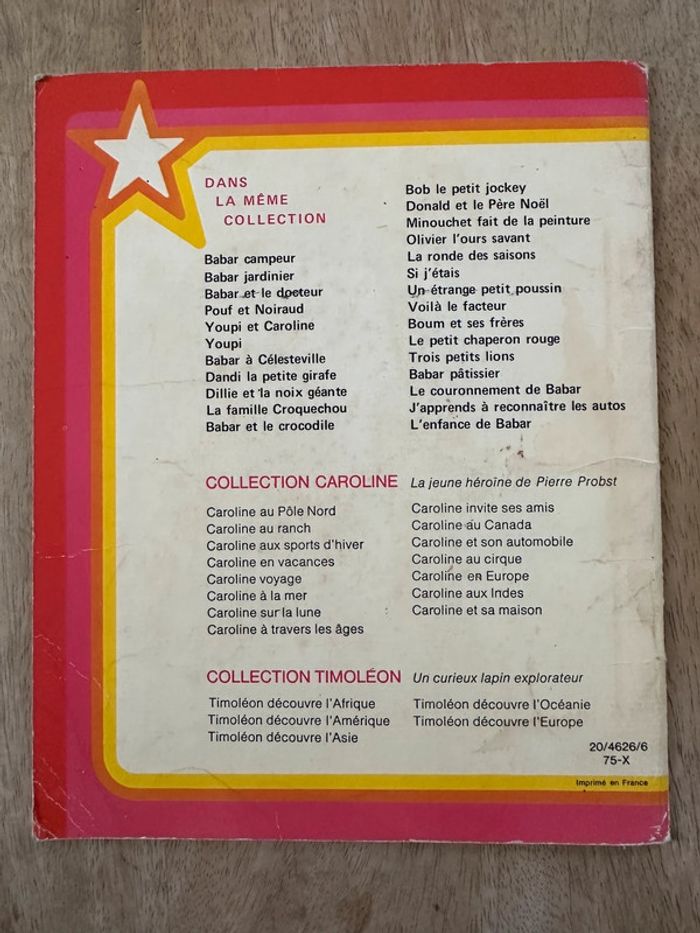 DANS
LA MÊME
COLLECTION
Babar campeur
Babar jardinier
Babar et le docteur
Pouf et Noiraud
Youpi et Caroline
Youpi
Babar à Célesteville
Dandi la petite girafe
Dillie et la noix géante
La famille Croquechou
Babar et le crocodile
Bob le petit jockey
Donald et le Père Noël
Minouchet fait de la peinture
Olivier l'ours savant
La ronde des saisons
Si j'étais
Un étrange petit poussin
Voilà le facteur
Boum et ses frères
Le petit chaperon rouge
Trois petits lions
Babar pâtissier
Le couronnement de Babar
J'apprends à reconnaître les autos
L'enfance de Babar
COLLECTION CAROLINE La jeune héroïne de Pierre Probst
Caroline au Pôle Nord
Caroline au ranch
Caroline aux sports d'hiver
Caroline en vacances
Caroline voyage
Caroline à la mer
Caroline sur la lune
Caroline à travers les âges
Caroline invite ses amis
Caroline au Canada
Caroline et son automobile
Caroline au cirque
Caroline en Europe
Caroline aux Indes
Caroline et sa maison
COLLECTION TIMOLÉON Un curieux lapin explorateur
Timoléon découvre l'Afrique
Timoléon découvre l'Amérique
Timoléon découvre l'Asie
Timoléon découvre l'Océanie
Timoléon découvre l'Europe
20/4626/6
75-X
Imprimé en France